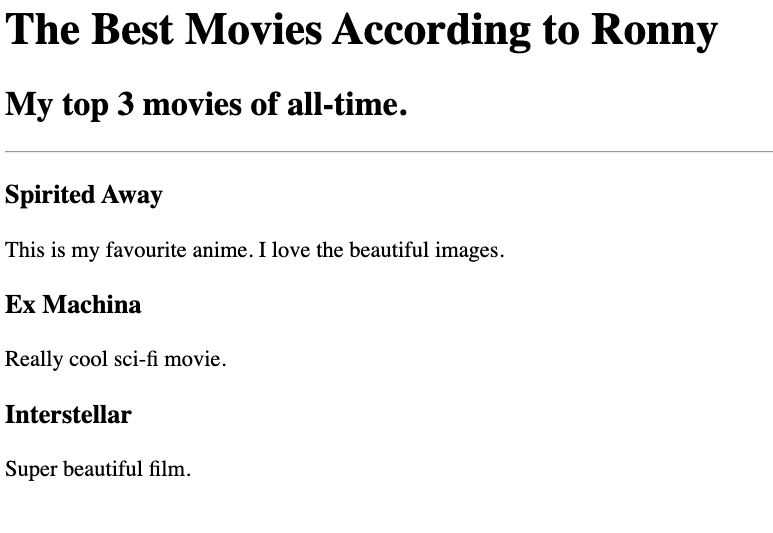 The Best Movies According to Ronny
My top 3 movies of all-time.
Spirited Away
This is my favourite anime. I love the beautiful images.
Ex Machina
Really cool sci-fi movie.
Interstellar
Super beautiful film.